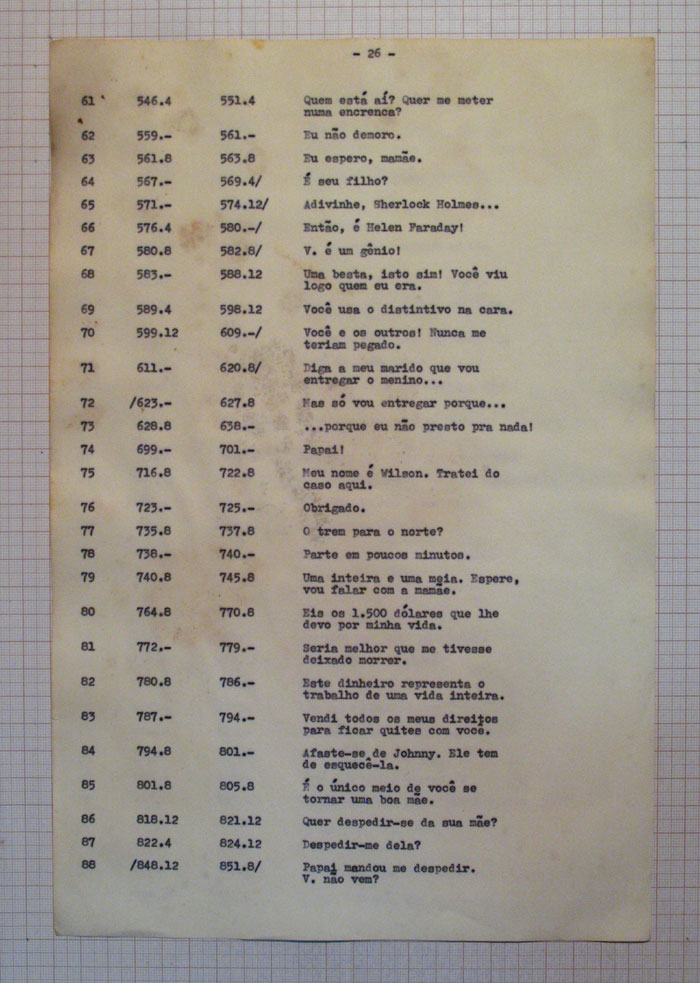 - 26 -
61 546.4 551.4 Quem está aí? Quer me meter
numa encrenca?
62 559.- 561.- Eu não demoro.
63 561.8 563.8 Eu espero, mamãe.
64 567.- 569.4/ É seu filho?
65 571.- 574.12/ Adivinhe, Sherlock Holmes...
66 576.4 580.-/ Então, é Helen Faraday!
67 580.8 582.8/ V. é um gênio!
68 583.- 588.12 Uma besta, isto sim! Você viu
logo quem eu era.
69 589.4 598.12 Você usa o distintivo na cara.
70 599.12 609.-/ Você e os outros! Nunca me
teriam pegado.
71 611.- 620.8/ Diga a meu marido que vou
entregar o menino...
72 /623.- 627.8 Mas só vou entregar porque...
73 628.8 638.- ...porque eu não presto pra nada!
74 699.- 701.- Papai!
75 716.8 722.8 Meu nome é Wilson. Tratei do
caso aqui.
76 723.- 725.- Obrigado.
77 735.8 737.8 O trem para o norte?
78 738.- 740.- Parte em poucos minutos.
79 740.8 745.8 Uma inteira e uma meia. Espere,
vou falar com a mamãe.
80 764.8 770.8 Eis os 1.500 dólares que lhe
devo por minha vida.
81 772.- 779.- Seria melhor que me tivesse
deixado morrer.
82 780.8 786.- Este dinheiro representa o
trabalho de uma vida inteira.
83 787.- 794.- Vendi todos os meus direitos
para ficar quites com você.
84 794.8 801.- Afaste-se de Johnny. Ele tem
de esquecê-la.
85 801.8 805.8 É o único meio de você se
tornar uma boa mãe.
86 818.12 821.12 Quer despedir-se da sua mãe?
87 822.4 824.12 Despedir-me dela?
88 /848.12 851.8/ Papai mandou me despedir.
V. não vem?